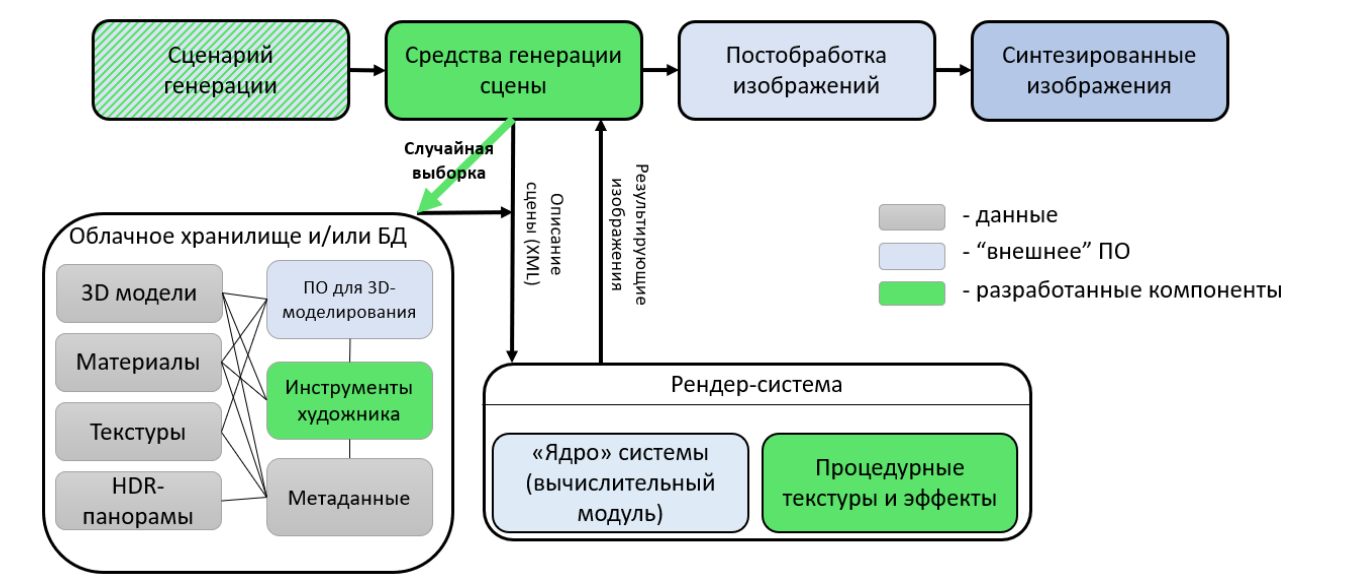 Сценарий
генерации
Средства генерации
сцены
Постобработка
изображений
Синтезированные
изображения
Случайная
выборка
Описание
сцены (XML)
Результирующие
изображения
- данные
- “внешнее” ПО
- разработанные компоненты
Облачное хранилище и/или БД
3D модели
Материалы
Текстуры
HDR-
панорамы
ПО для 3D-
моделирования
Инструменты
художника
Метаданные
Рендер-система
«Ядро» системы
(вычислительный
модуль)
Процедурные
текстуры и эффекты